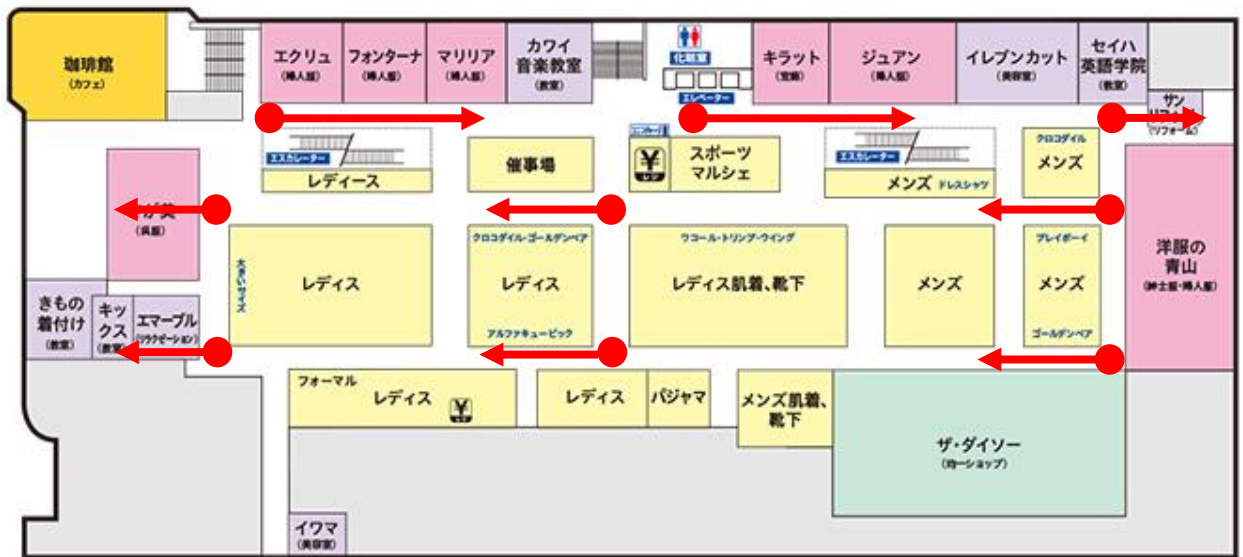 珈琲館
(カフェ)
エクリュ
(婦人服)
フォンターナ
(婦人服)
マリリア
(婦人服)
カワイ
音楽教室
(教室)
化粧室
エレベーター
キラット
(宝飾)
ジュアン
(婦人服)
イレブンカット
(美容室)
セイハ
英語学院
(教室)
サン
(リフォーム)
エスカレーター
レディース
催事場
¥
レジ
スポーツ
マルシェ
エスカレーター
メンズ ドレスシャツ
クロコダイル
メンズ
(呉服)
大きいサイズ
レディス
クロコダイル・ゴールデンベア
レディス
アルファキュービック
ワコール・トリンプ・ウイング
レディス肌着、靴下
メンズ
プレイボーイ
メンズ
ゴールデンベア
洋服の
青山
(紳士服・婦人服)
きもの
着付け
(教室)
キッ
クス
(教室)
エマーブル
(リラクゼーション)
フォーマル
レディス
¥
レジ
レディス
パジャマ
メンズ肌着、
靴下
ザ・ダイソー
(均一ショップ)
イワマ
(美容室)